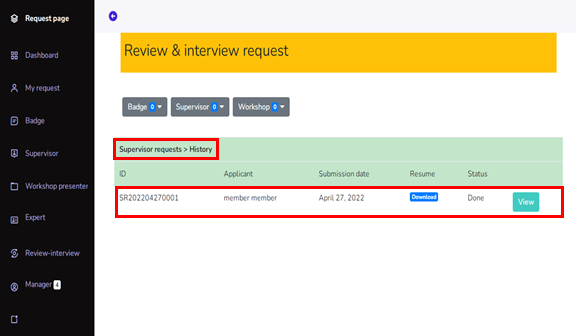 Request page
Dashboard
My request
Badge
Supervisor
Workshop presenter
Expert
Review-interview
Manager 4
Review & interview request
Badge 0 Supervisor 0 Workshop 0
Supervisor requests > History
ID Applicant Submission date Resume Status
SR202204270001 member member April 27, 2022 Download Done View